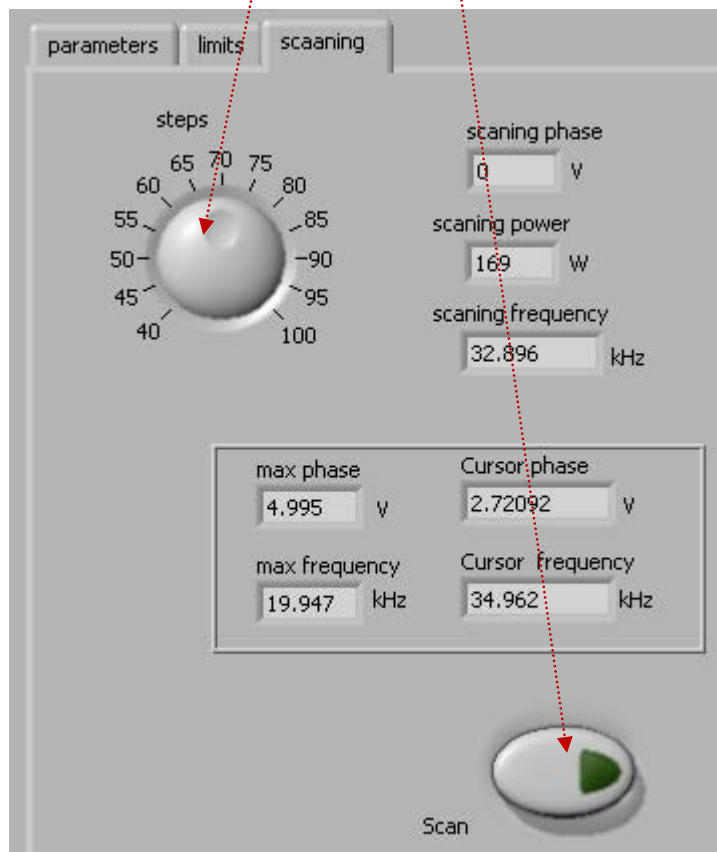 parameters limits scaaning
steps
40 45 50 55 60 65 70 75 80 85 90 95 100
scaning phase
0 V
scaning power
169 W
scaning frequency
32.896 kHz
max phase
4.995 V
Cursor phase
2.72092 V
max frequency
19.947 kHz
Cursor frequency
34.962 kHz
Scan